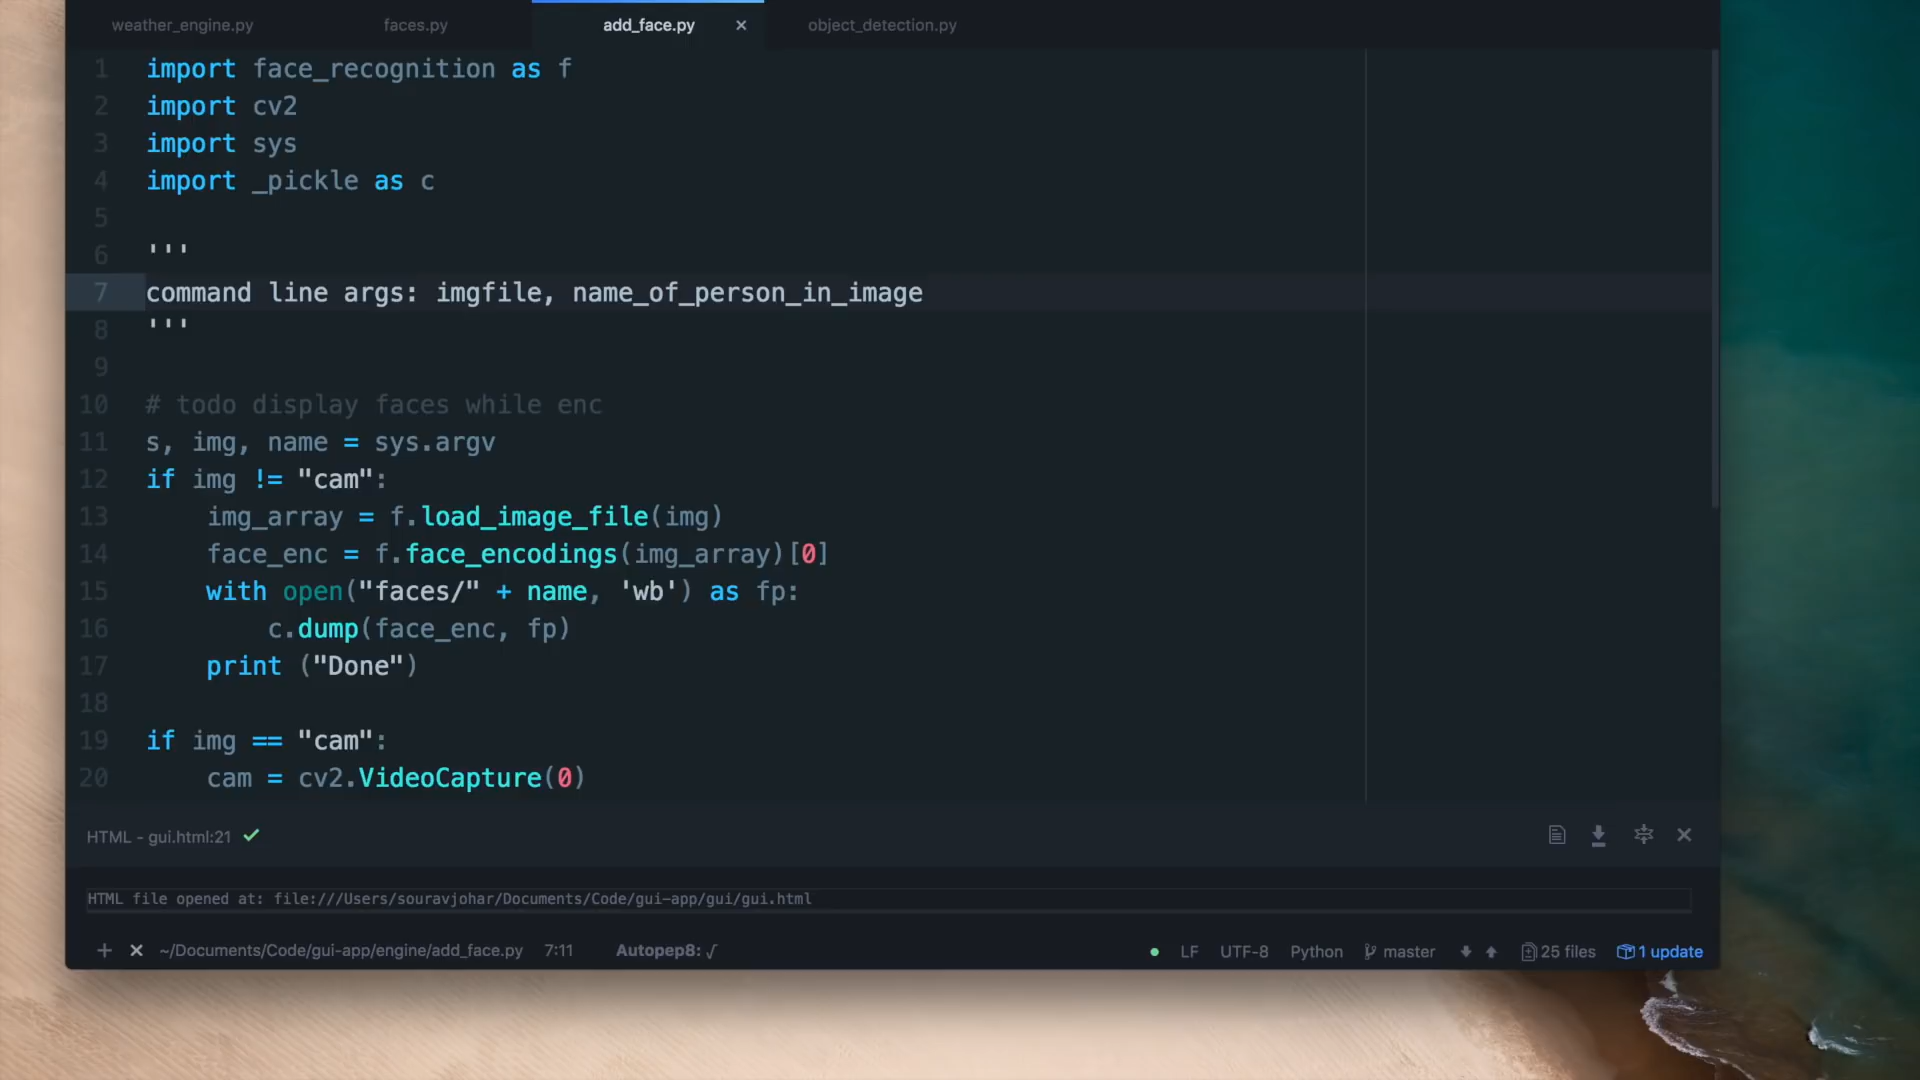 weather_engine.py faces.py add_face.py × object_detection.py
1 import face_recognition as f
2 import cv2
3 import sys
4 import _pickle as c
5
6 '''
7 command line args: imgfile, name_of_person_in_image
8 '''
9
10 # todo display faces while enc
11 s, img, name = sys.argv
12 if img != "cam":
13     img_array = f.load_image_file(img)
14     face_enc = f.face_encodings(img_array)[0]
15     with open("faces/" + name, 'wb') as fp:
16         c.dump(face_enc, fp)
17     print ("Done")
18
19 if img == "cam":
20     cam = cv2.VideoCapture(0)
HTML - gui.html:21
HTML file opened at: file:///Users/souravjohar/Documents/Code/gui-app/gui/gui.html
~/Documents/Code/gui-app/engine/add_face.py 7:11 Autopep8: √ LF UTF-8 Python master 25 files 1 update